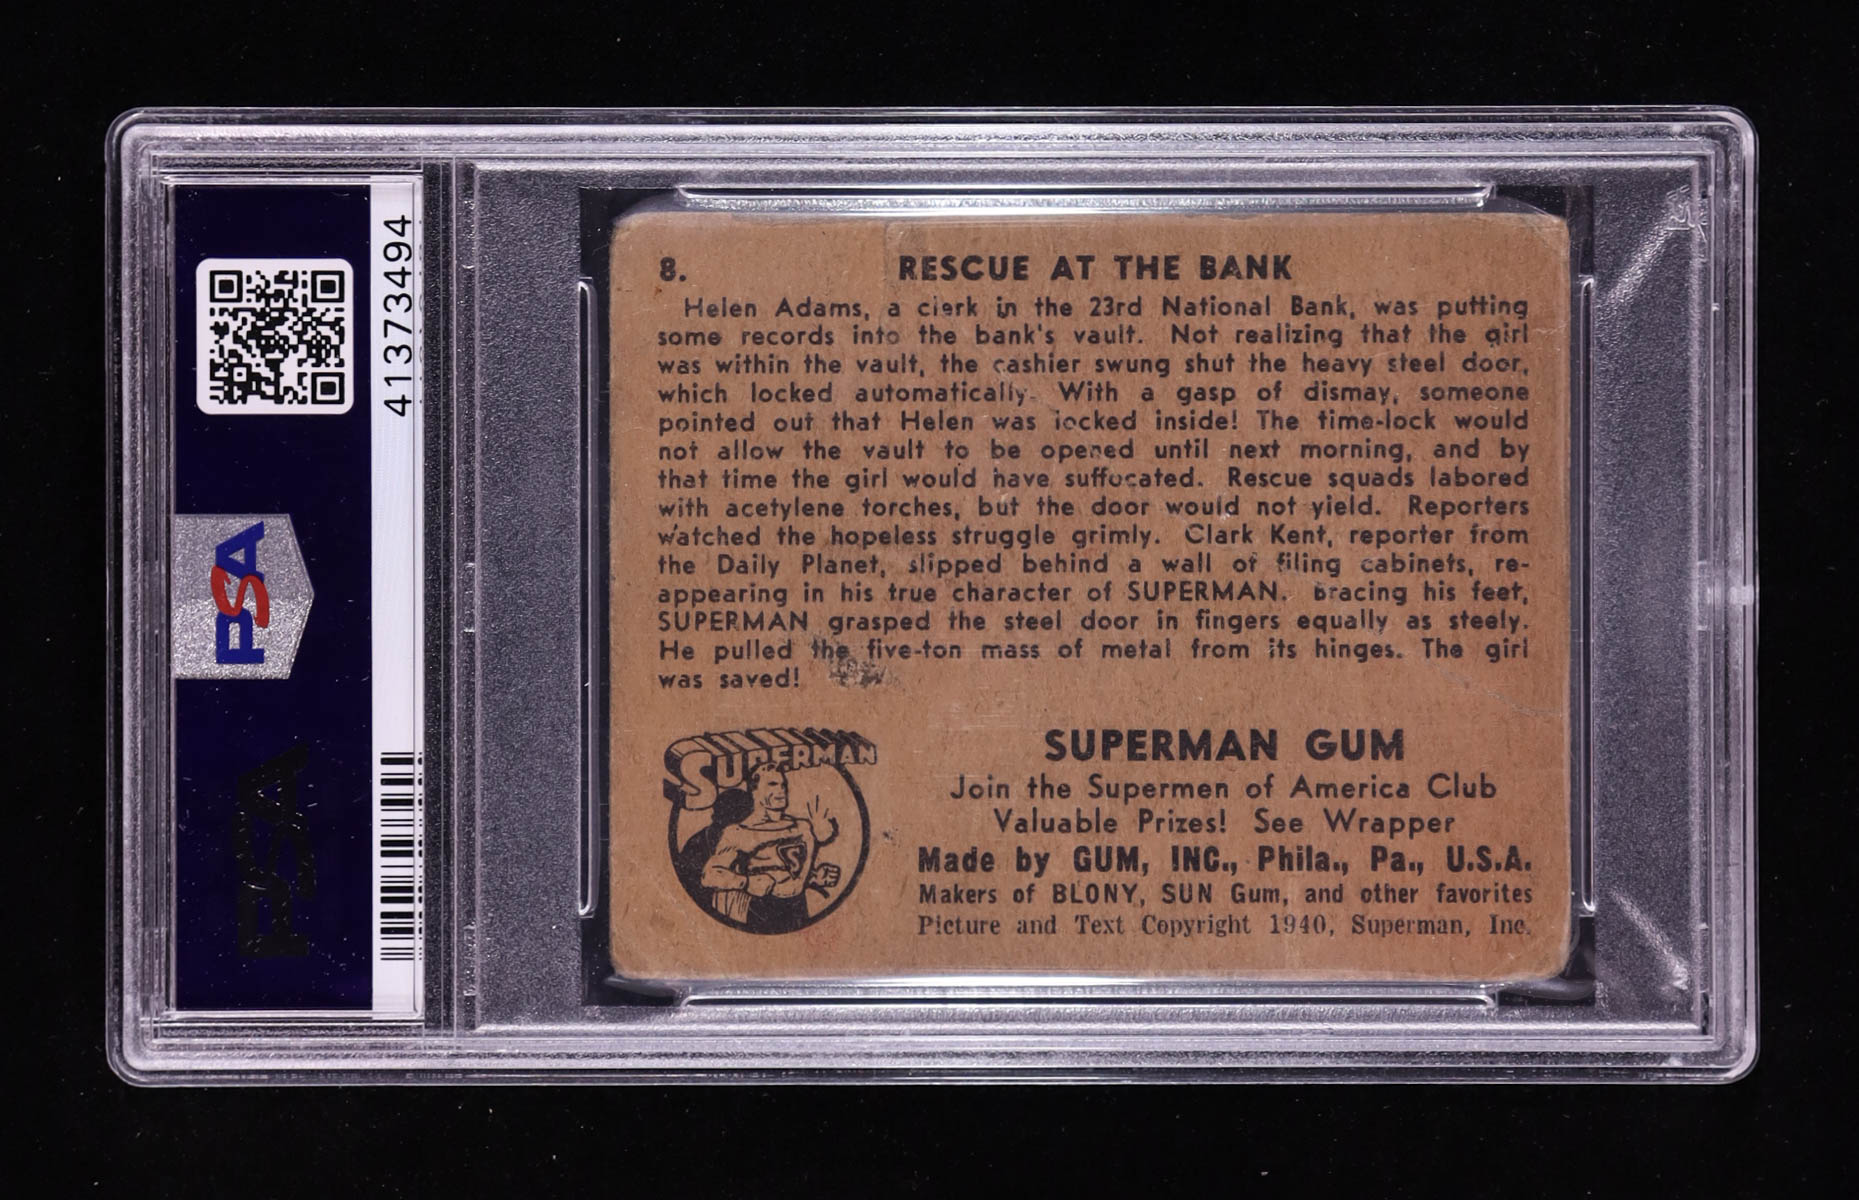 8. RESCUE AT THE BANK
Helen Adams, a clerk in the 23rd National Bank, was putting
some records into the bank's vault. Not realizing that the girl
was within the vault, the cashier swung shut the heavy steel door,
which locked automatically. With a gasp of dismay, someone
pointed out that Helen was locked inside! The time-lock would
not allow the vault to be opened until next morning, and by
that time the girl would have suffocated. Rescue squads labored
with acetylene torches, but the door would not yield. Reporters
watched the hopeless struggle grimly. Clark Kent, reporter from
the Daily Planet, slipped behind a wall of filing cabinets, re-
appearing in his true character of SUPERMAN. Bracing his feet,
SUPERMAN grasped the steel door in fingers equally as steely.
He pulled the five-ton mass of metal from its hinges. The girl
was saved!
SUPERMAN
S
SUPERMAN GUM
Join the Supermen of America Club
Valuable Prizes! See Wrapper
Made by GUM, INC., Phila., Pa., U.S.A.
Makers of BLONY, SUN Gum, and other favorites
Picture and Text Copyright 1940, Superman, Inc.
41373494
PSA
PSA